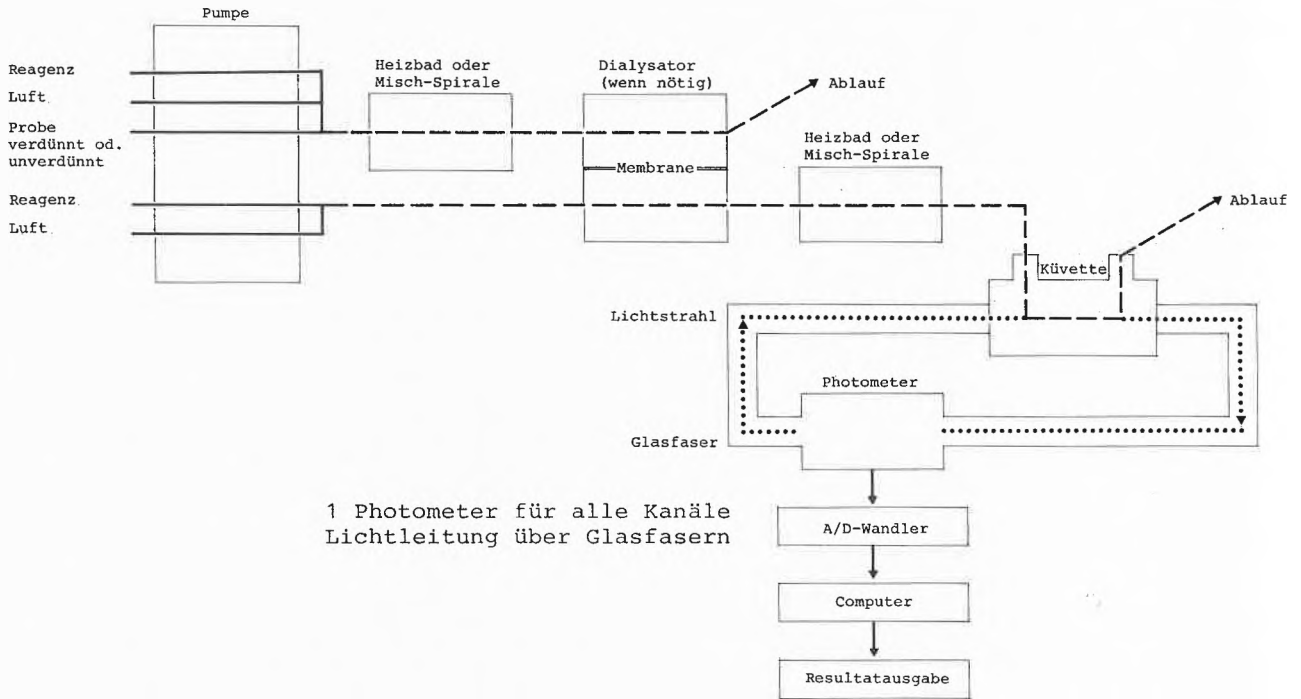 Pumpe
Reagenz
Luft
Probe
verdünnt od.
unverdünnt
Reagenz
Luft
Heizbad oder
Misch-Spirale
Dialysator
(wenn nötig)
Membrane
Ablauf
Heizbad oder
Misch-Spirale
Ablauf
Küvette
Lichtstrahl
Photometer
Glasfaser
1 Photometer für alle Kanäle
Lichtleitung über Glasfasern
A/D-Wandler
Computer
Resultatausgabe